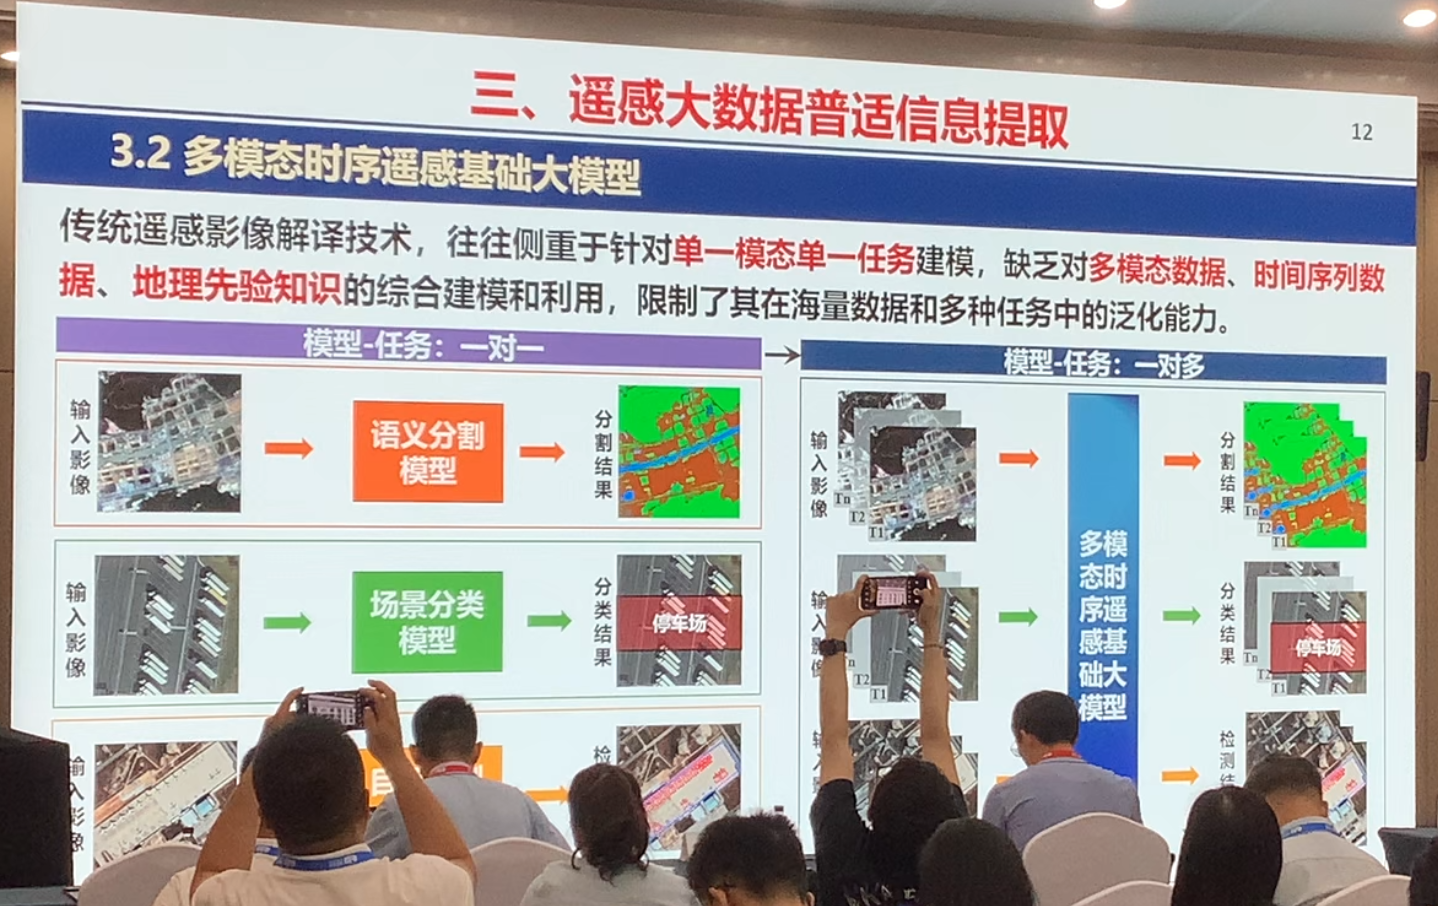 三、遥感大数据普适信息提取
12
3.2 多模态时序遥感基础大模型
传统遥感影像解译技术，往往侧重于针对单一模态单一任务建模，缺乏对多模态数据、时间序列数
据、地理先验知识的综合建模和利用，限制了其在海量数据和多种任务中的泛化能力。
模型-任务：一对一
模型-任务：一对多
输入影像
语义分割
模型
分割结果
输入影像
Tn
T2
T1
多模态时序遥感基础大模型
分割结果
Tn
T2
T1
输入影像
场景分类
模型
分类结果
停车场
输
T2
T1
分类结果
Tn
T2
T1
停车场
检
检测